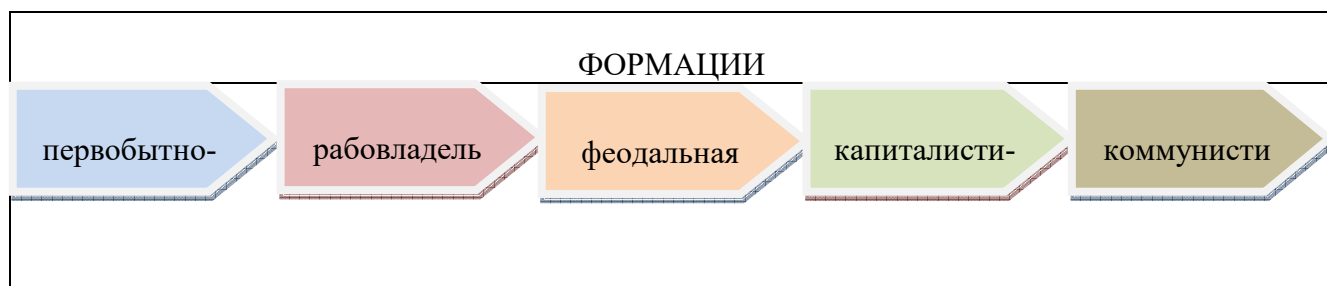 ФОРМАЦИИ
первобытно-
рабовладель
феодальная
капиталисти-
коммунисти